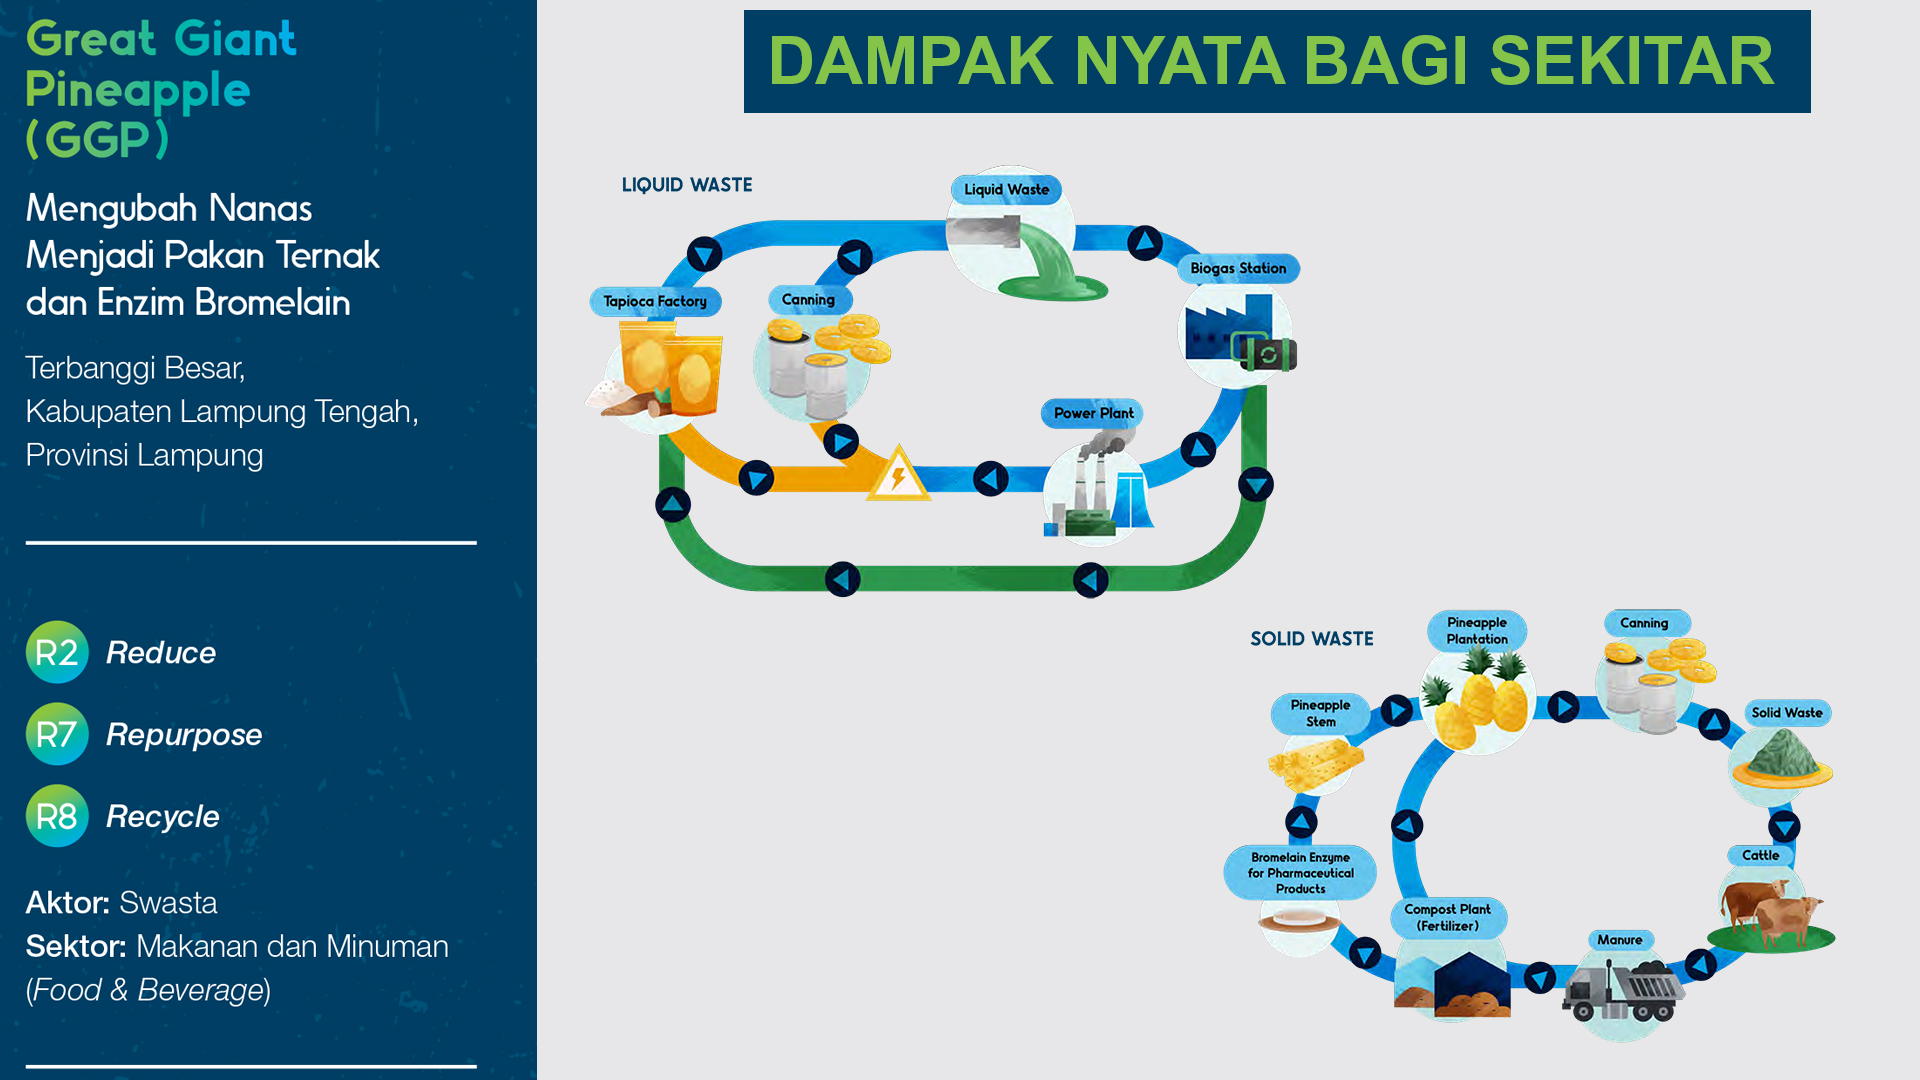 Great Giant
Pineapple
(GGP)
Mengubah Nanas
Menjadi Pakan Ternak
dan Enzim Bromelain
Terbanggi Besar,
Kabupaten Lampung Tengah,
Provinsi Lampung
R2 Reduce
R7 Repurpose
R8 Recycle
Aktor: Swasta
Sektor: Makanan dan Minuman
(Food & Beverage)
DAMPAK NYATA BAGI SEKITAR
LIQUID WASTE
Liquid Waste
Biogas Station
Tapioca Factory
Canning
Power Plant
SOLID WASTE
Pineapple
Plantation
Canning
Pineapple
Stem
Solid Waste
Bromelain Enzyme
for Pharmaceutical
Products
Cattle
Compost Plant
(Fertilizer)
Manure